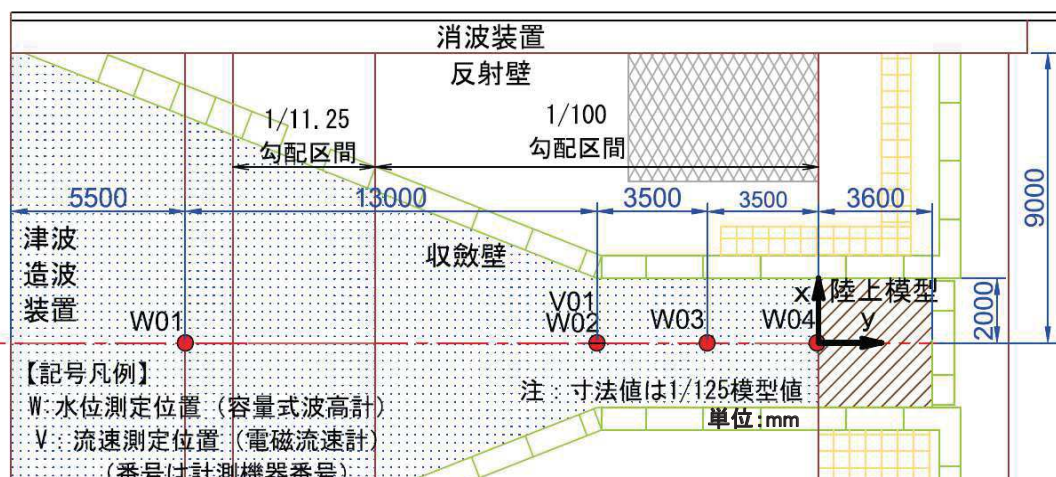 消波装置
反射壁
1/11.25
勾配区間
1/100
勾配区間
5500
13000
3500
3500
3600
9000
津波
造波
装置
収斂壁
W01
V01
W02
W03
W04
x
陸上模型
y
2000
【記号凡例】
W:水位測定位置（容量式波高計）
V：流速測定位置（電磁流速計）
（番号は計測機器番号）
注：寸法値は1/125模型値
単位:mm